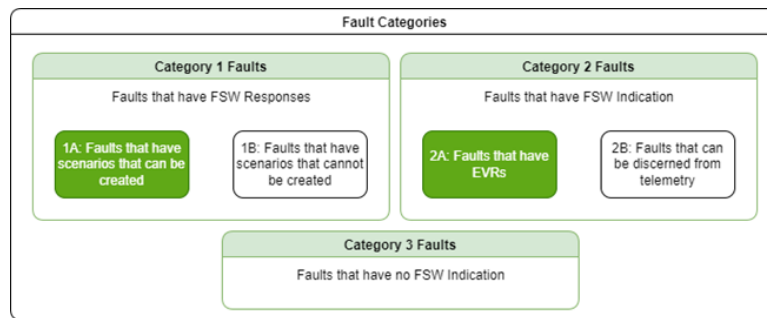 Fault Categories
Category 1 Faults
Faults that have FSW Responses
1A: Faults that have
scenarios that can be
created
1B: Faults that have
scenarios that cannot
be created
Category 2 Faults
Faults that have FSW Indication
2A: Faults that have
EVRs
2B: Faults that can
be discerned from
telemetry
Category 3 Faults
Faults that have no FSW Indication